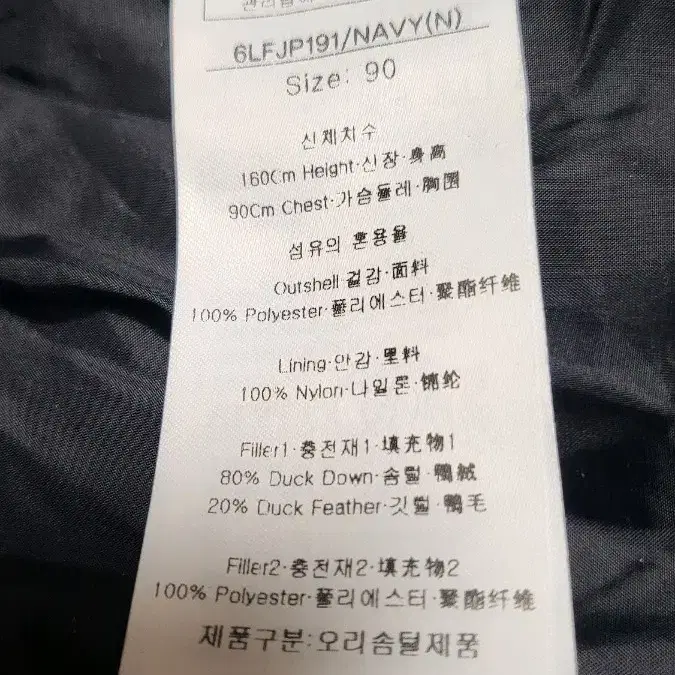 6LFJP191/NAVY(N)
Size: 90
신체치수
160Cm Height·신장·身高
90Cm Chest·가슴둘레·胸围
섬유의 혼용율
Outshell 겉감·面料
100% Polyester·폴리에스터·聚酯纤维
Lining·안감·里料
100% Nylon·나일론·锦纶
Filler1·충전재1·填充物1
80% Duck Down·솜털·鸭绒
20% Duck Feather·깃털·鸭毛
Filler2·충전재2·填充物2
100% Polyester·폴리에스터·聚酯纤维
제품구분:오리솜털제품